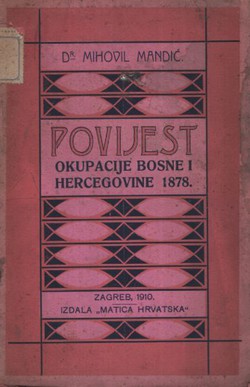 DR. MIHOVIL MANDIĆ.
POVIJEST
OKUPACIJE BOSNE I
HERCEGOVINE 1878.
ZAGREB, 1910.
IZDALA „MATICA HRVATSKA“